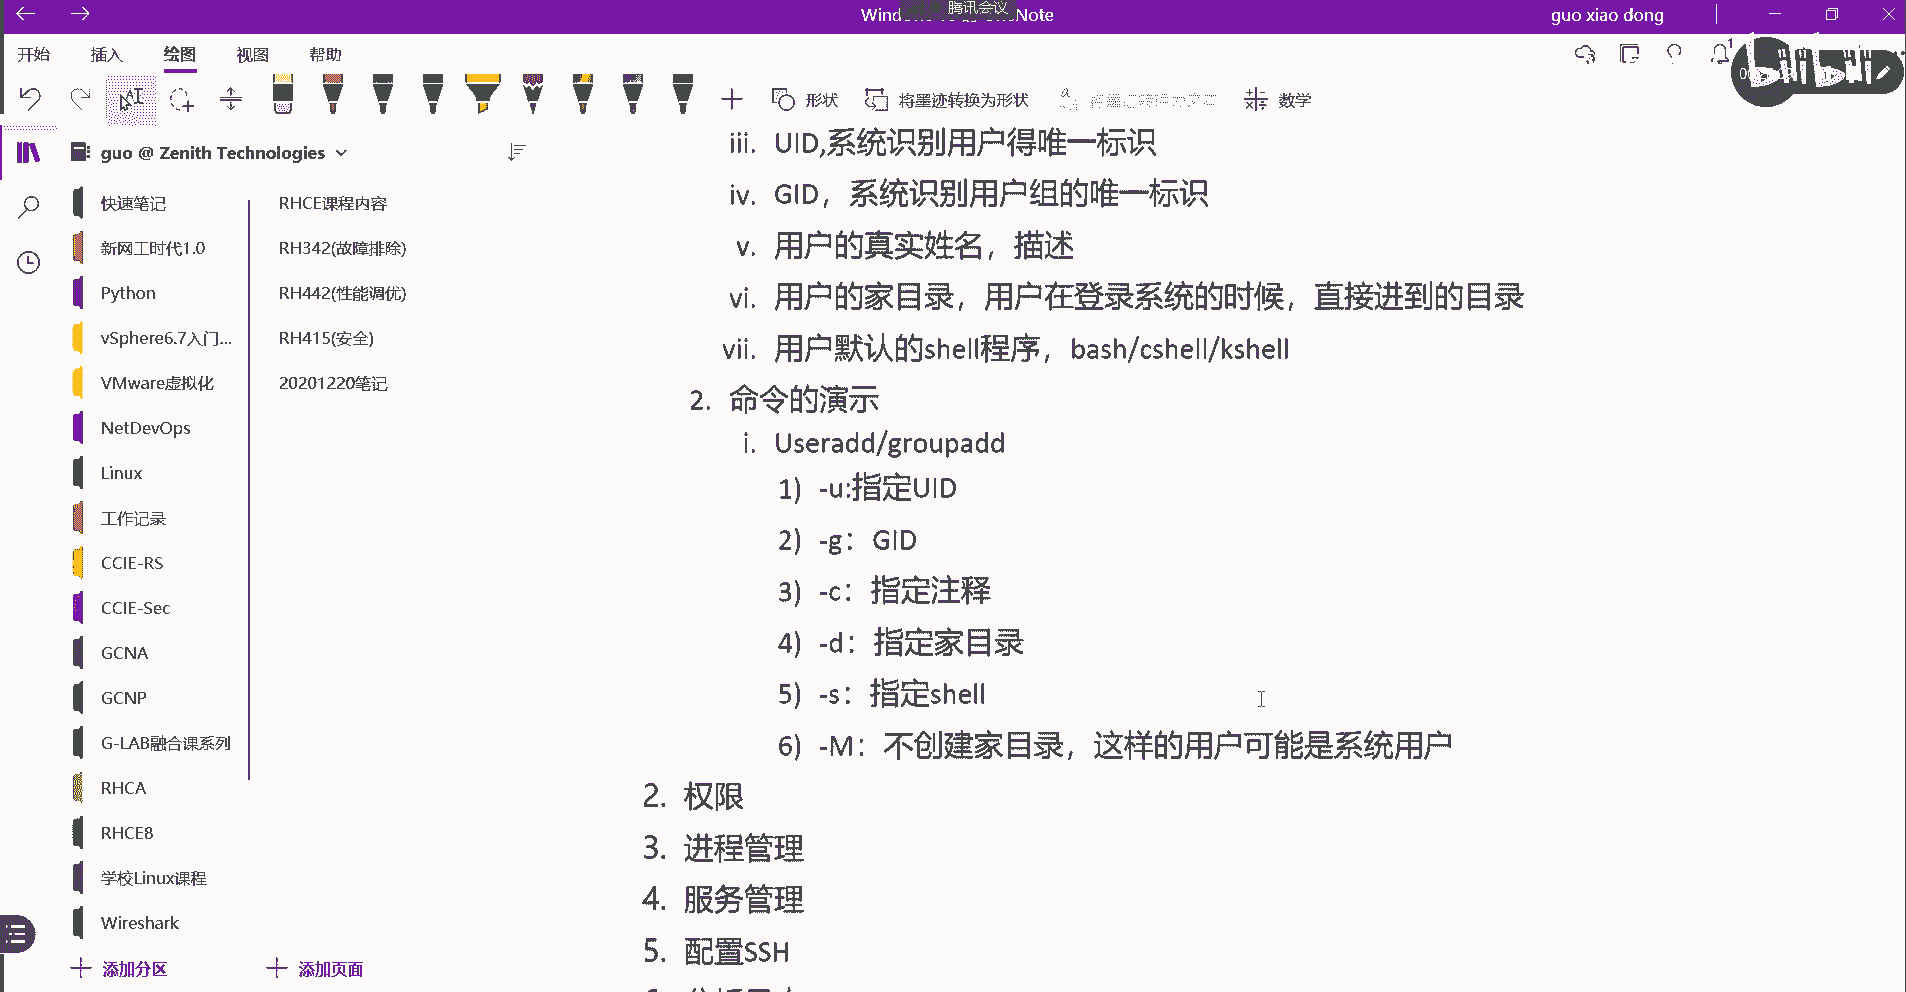 腾讯会议
Note
guo xiao dong
开始 插入 绘图 视图 帮助
形状 将墨迹转换为形状 数学
guo @ Zenith Technologies
快速笔记
新网工时代1.0
Python
vSphere6.7入门...
VMware虚拟化
NetDevOps
Linux
工作记录
CCIE-RS
CCIE-Sec
GCNA
GCNP
G-LAB融合课系列
RHCA
RHCE8
学校Linux课程
Wireshark
添加分区
RHCE课程内容
RH342(故障排除)
RH442(性能调优)
RH415(安全)
20201220笔记
添加页面
iii. UID,系统识别用户得唯一标识
iv. GID，系统识别用户组的唯一标识
v. 用户的真实姓名，描述
vi. 用户的家目录，用户在登录系统的时候，直接进到的目录
vii. 用户默认的shell程序，bash/cshell/kshell
2. 命令的演示
i. Useradd/groupadd
1) -u:指定UID
2) -g：GID
3) -c：指定注释
4) -d：指定家目录
5) -s：指定shell
6) -M：不创建家目录，这样的用户可能是系统用户
2. 权限
3. 进程管理
4. 服务管理
5. 配置SSH